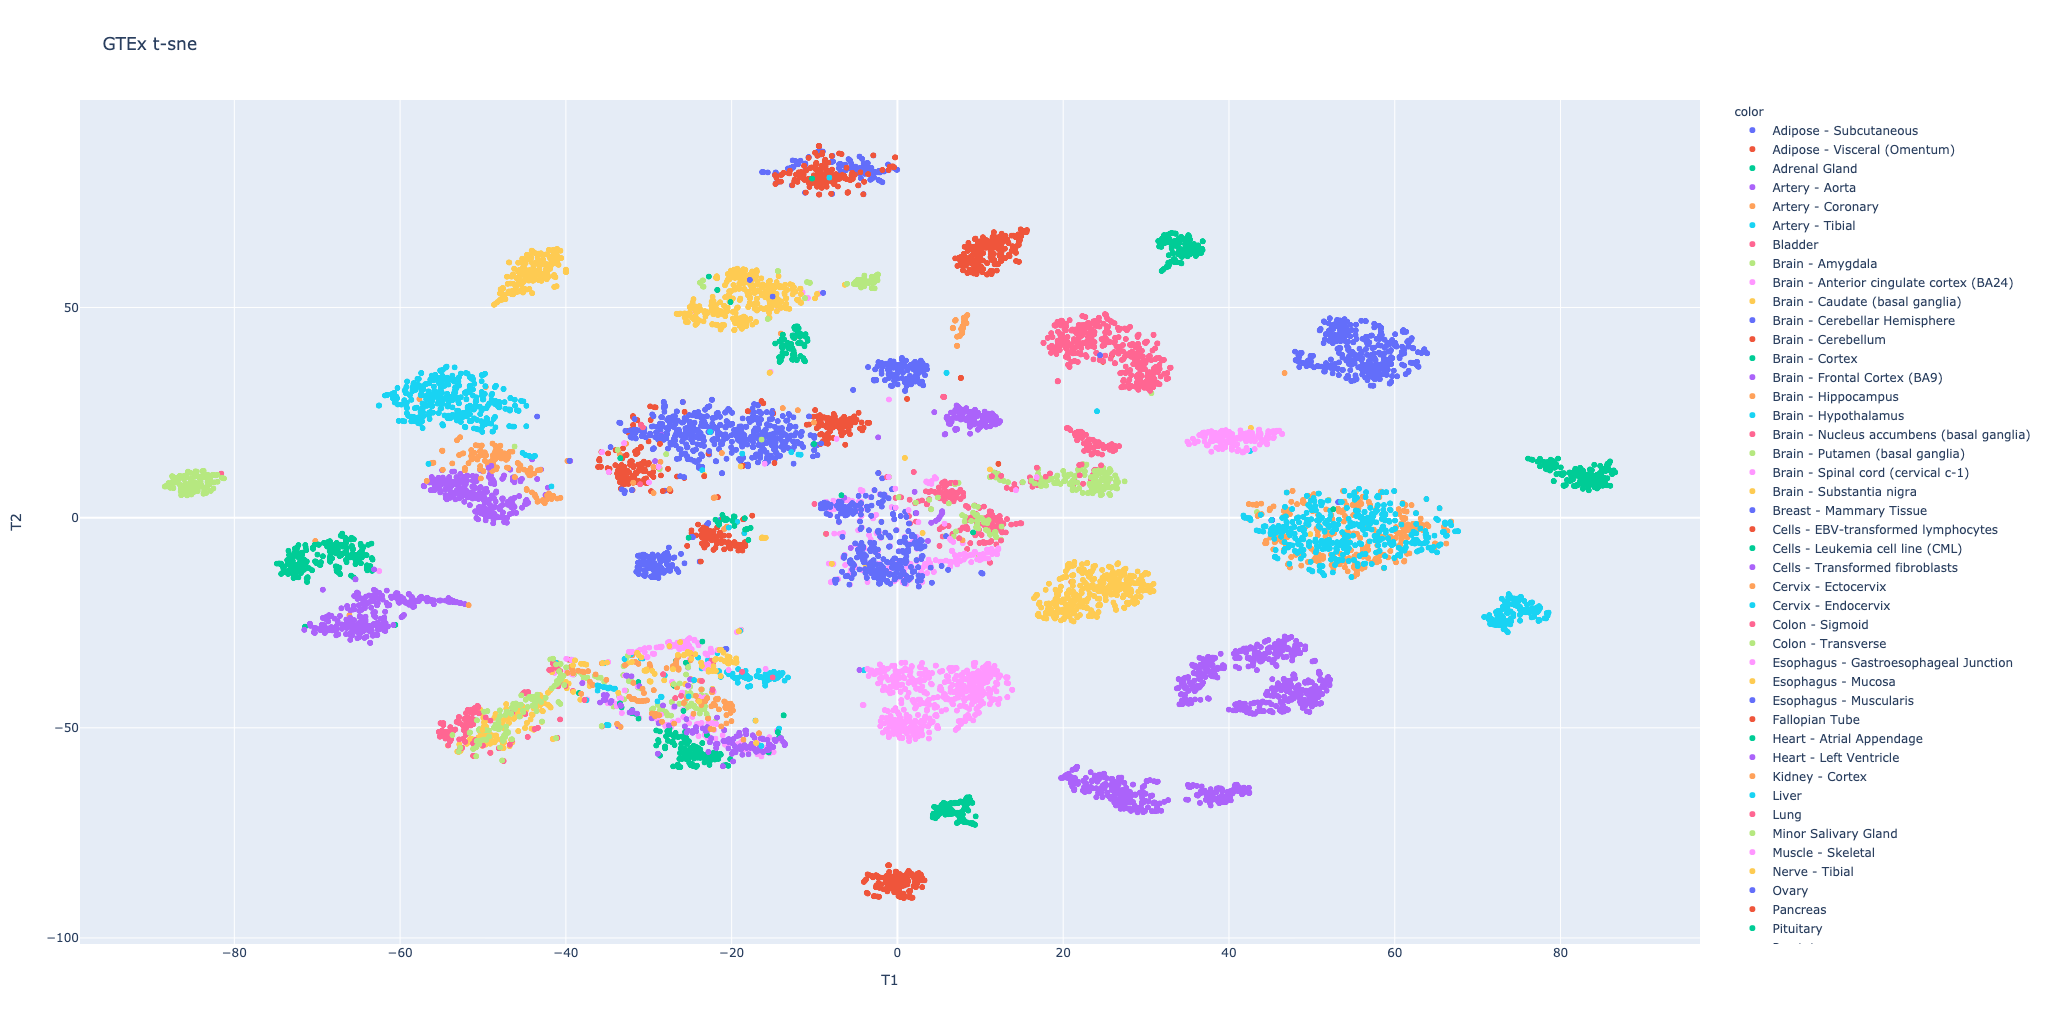 GTEx t-sne
color
Adipose - Subcutaneous
Adipose - Visceral (Omentum)
Adrenal Gland
Artery - Aorta
Artery - Coronary
Artery - Tibial
Bladder
Brain - Amygdala
Brain - Anterior cingulate cortex (BA24)
Brain - Caudate (basal ganglia)
Brain - Cerebellar Hemisphere
Brain - Cerebellum
Brain - Cortex
Brain - Frontal Cortex (BA9)
Brain - Hippocampus
Brain - Hypothalamus
Brain - Nucleus accumbens (basal ganglia)
Brain - Putamen (basal ganglia)
Brain - Spinal cord (cervical c-1)
Brain - Substantia nigra
Breast - Mammary Tissue
Cells - EBV-transformed lymphocytes
Cells - Leukemia cell line (CML)
Cells - Transformed fibroblasts
Cervix - Ectocervix
Cervix - Endocervix
Colon - Sigmoid
Colon - Transverse
Esophagus - Gastroesophageal Junction
Esophagus - Mucosa
Esophagus - Muscularis
Fallopian Tube
Heart - Atrial Appendage
Heart - Left Ventricle
Kidney - Cortex
Liver
Lung
Minor Salivary Gland
Muscle - Skeletal
Nerve - Tibial
Ovary
Pancreas
Pituitary
50
0
−50
−100
T2
−80 −60 −40 −20 0 20 40 60 80
T1